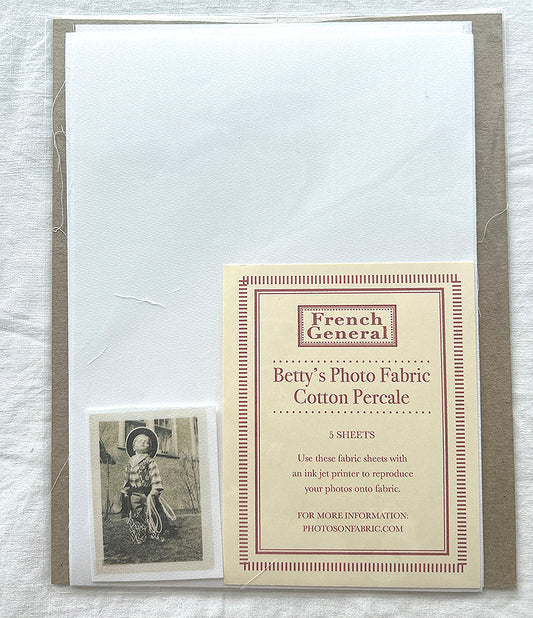 French
General
Betty's Photo Fabric
Cotton Percale
5 SHEETS
Use these fabric sheets with
an ink jet printer to reproduce
your photos onto fabric.
FOR MORE INFORMATION:
PHOTOSONFABRIC.COM